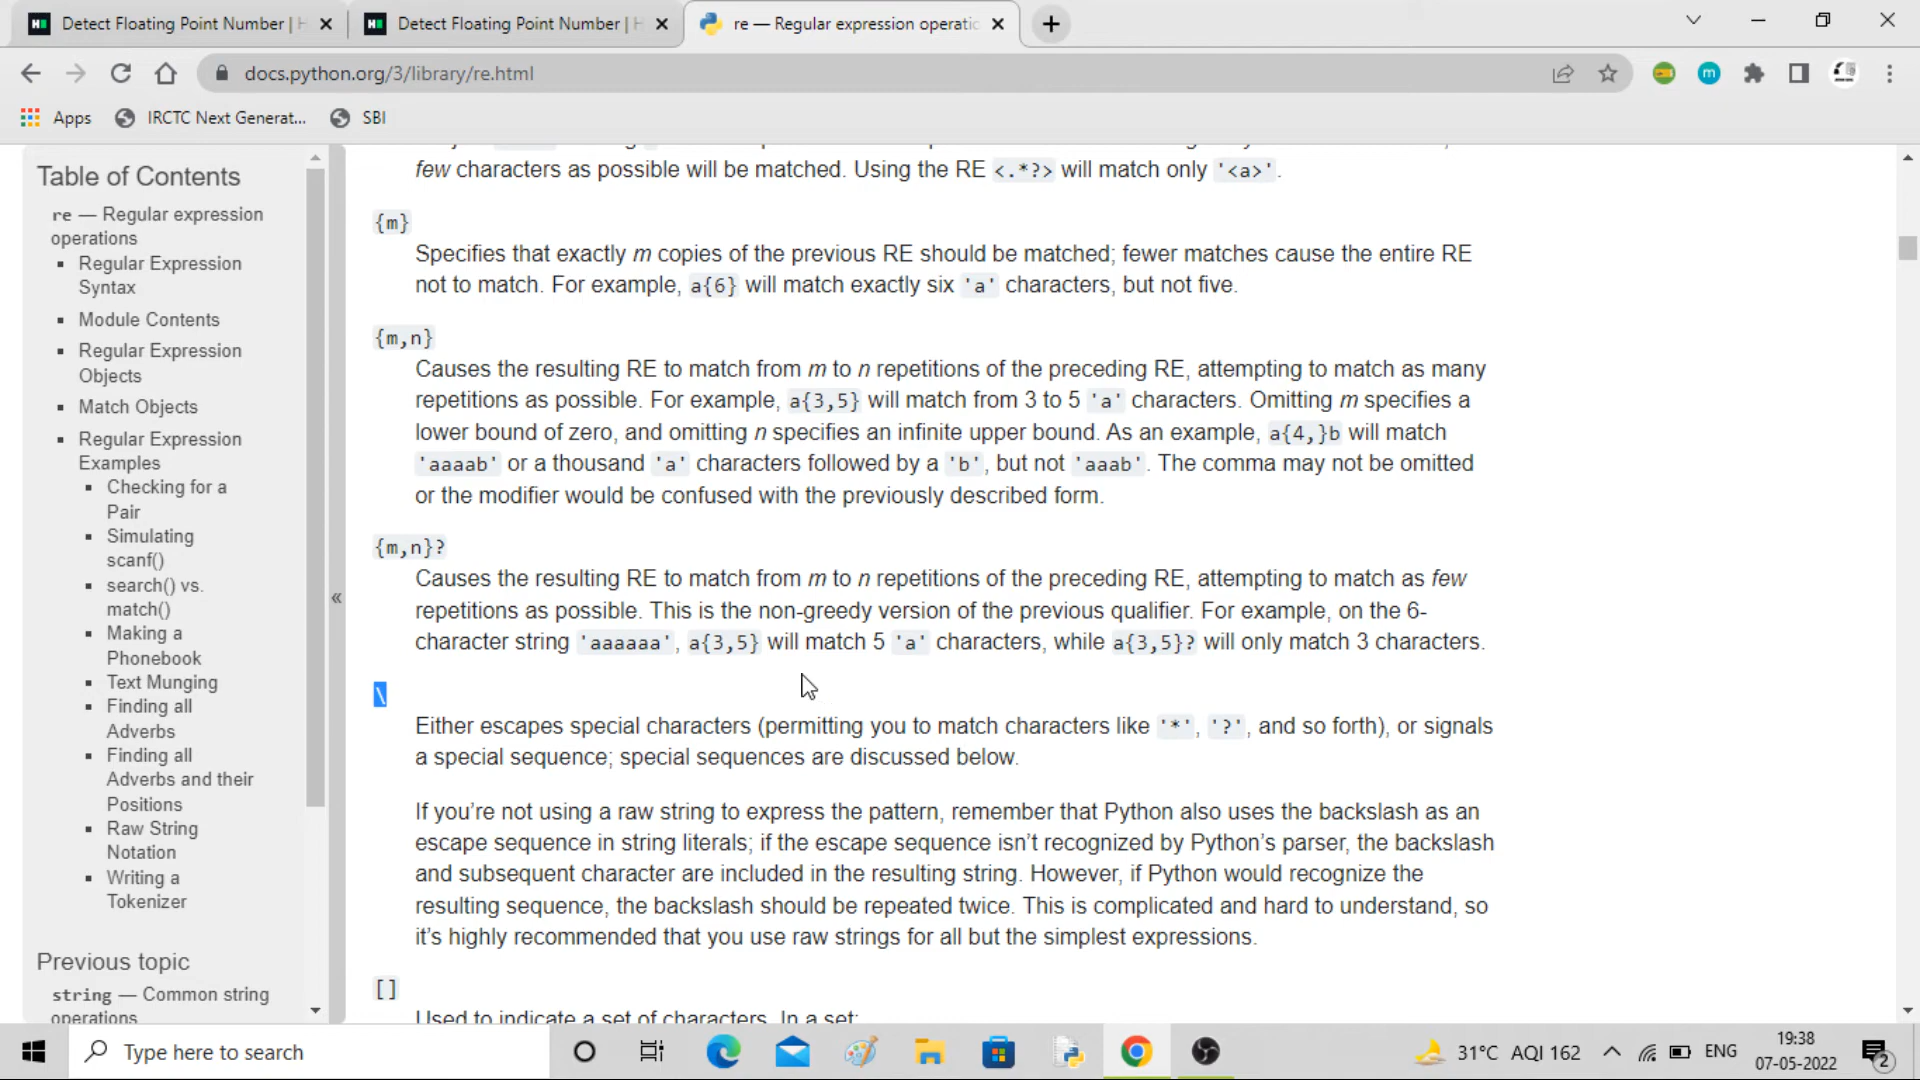 Detect Floating Point Number | H
Detect Floating Point Number | H
re — Regular expression operatio
docs.python.org/3/library/re.html
Apps
IRCTC Next Generat...
SBI
Table of Contents
re — Regular expression
operations
Regular Expression
Syntax
Module Contents
Regular Expression
Objects
Match Objects
Regular Expression
Examples
Checking for a
Pair
Simulating
scanf()
search() vs.
match()
Making a
Phonebook
Text Munging
Finding all
Adverbs
Finding all
Adverbs and their
Positions
Raw String
Notation
Writing a
Tokenizer
Previous topic
string — Common string
operations
«
few characters as possible will be matched. Using the RE <.*?> will match only '<a>'.
{m}
Specifies that exactly m copies of the previous RE should be matched; fewer matches cause the entire RE
not to match. For example, a{6} will match exactly six 'a' characters, but not five.
{m,n}
Causes the resulting RE to match from m to n repetitions of the preceding RE, attempting to match as many
repetitions as possible. For example, a{3,5} will match from 3 to 5 'a' characters. Omitting m specifies a
lower bound of zero, and omitting n specifies an infinite upper bound. As an example, a{4,}b will match
'aaaab' or a thousand 'a' characters followed by a 'b', but not 'aaab'. The comma may not be omitted
or the modifier would be confused with the previously described form.
{m,n}?
Causes the resulting RE to match from m to n repetitions of the preceding RE, attempting to match as few
repetitions as possible. This is the non-greedy version of the previous qualifier. For example, on the 6-
character string 'aaaaaa', a{3,5} will match 5 'a' characters, while a{3,5}? will only match 3 characters.
\
Either escapes special characters (permitting you to match characters like '*', '?', and so forth), or signals
a special sequence; special sequences are discussed below.
If you’re not using a raw string to express the pattern, remember that Python also uses the backslash as an
escape sequence in string literals; if the escape sequence isn’t recognized by Python’s parser, the backslash
and subsequent character are included in the resulting string. However, if Python would recognize the
resulting sequence, the backslash should be repeated twice. This is complicated and hard to understand, so
it’s highly recommended that you use raw strings for all but the simplest expressions.
[]
Used to indicate a set of characters. In a set:
Type here to search
31°C AQI 162
ENG
19:38
07-05-2022
2